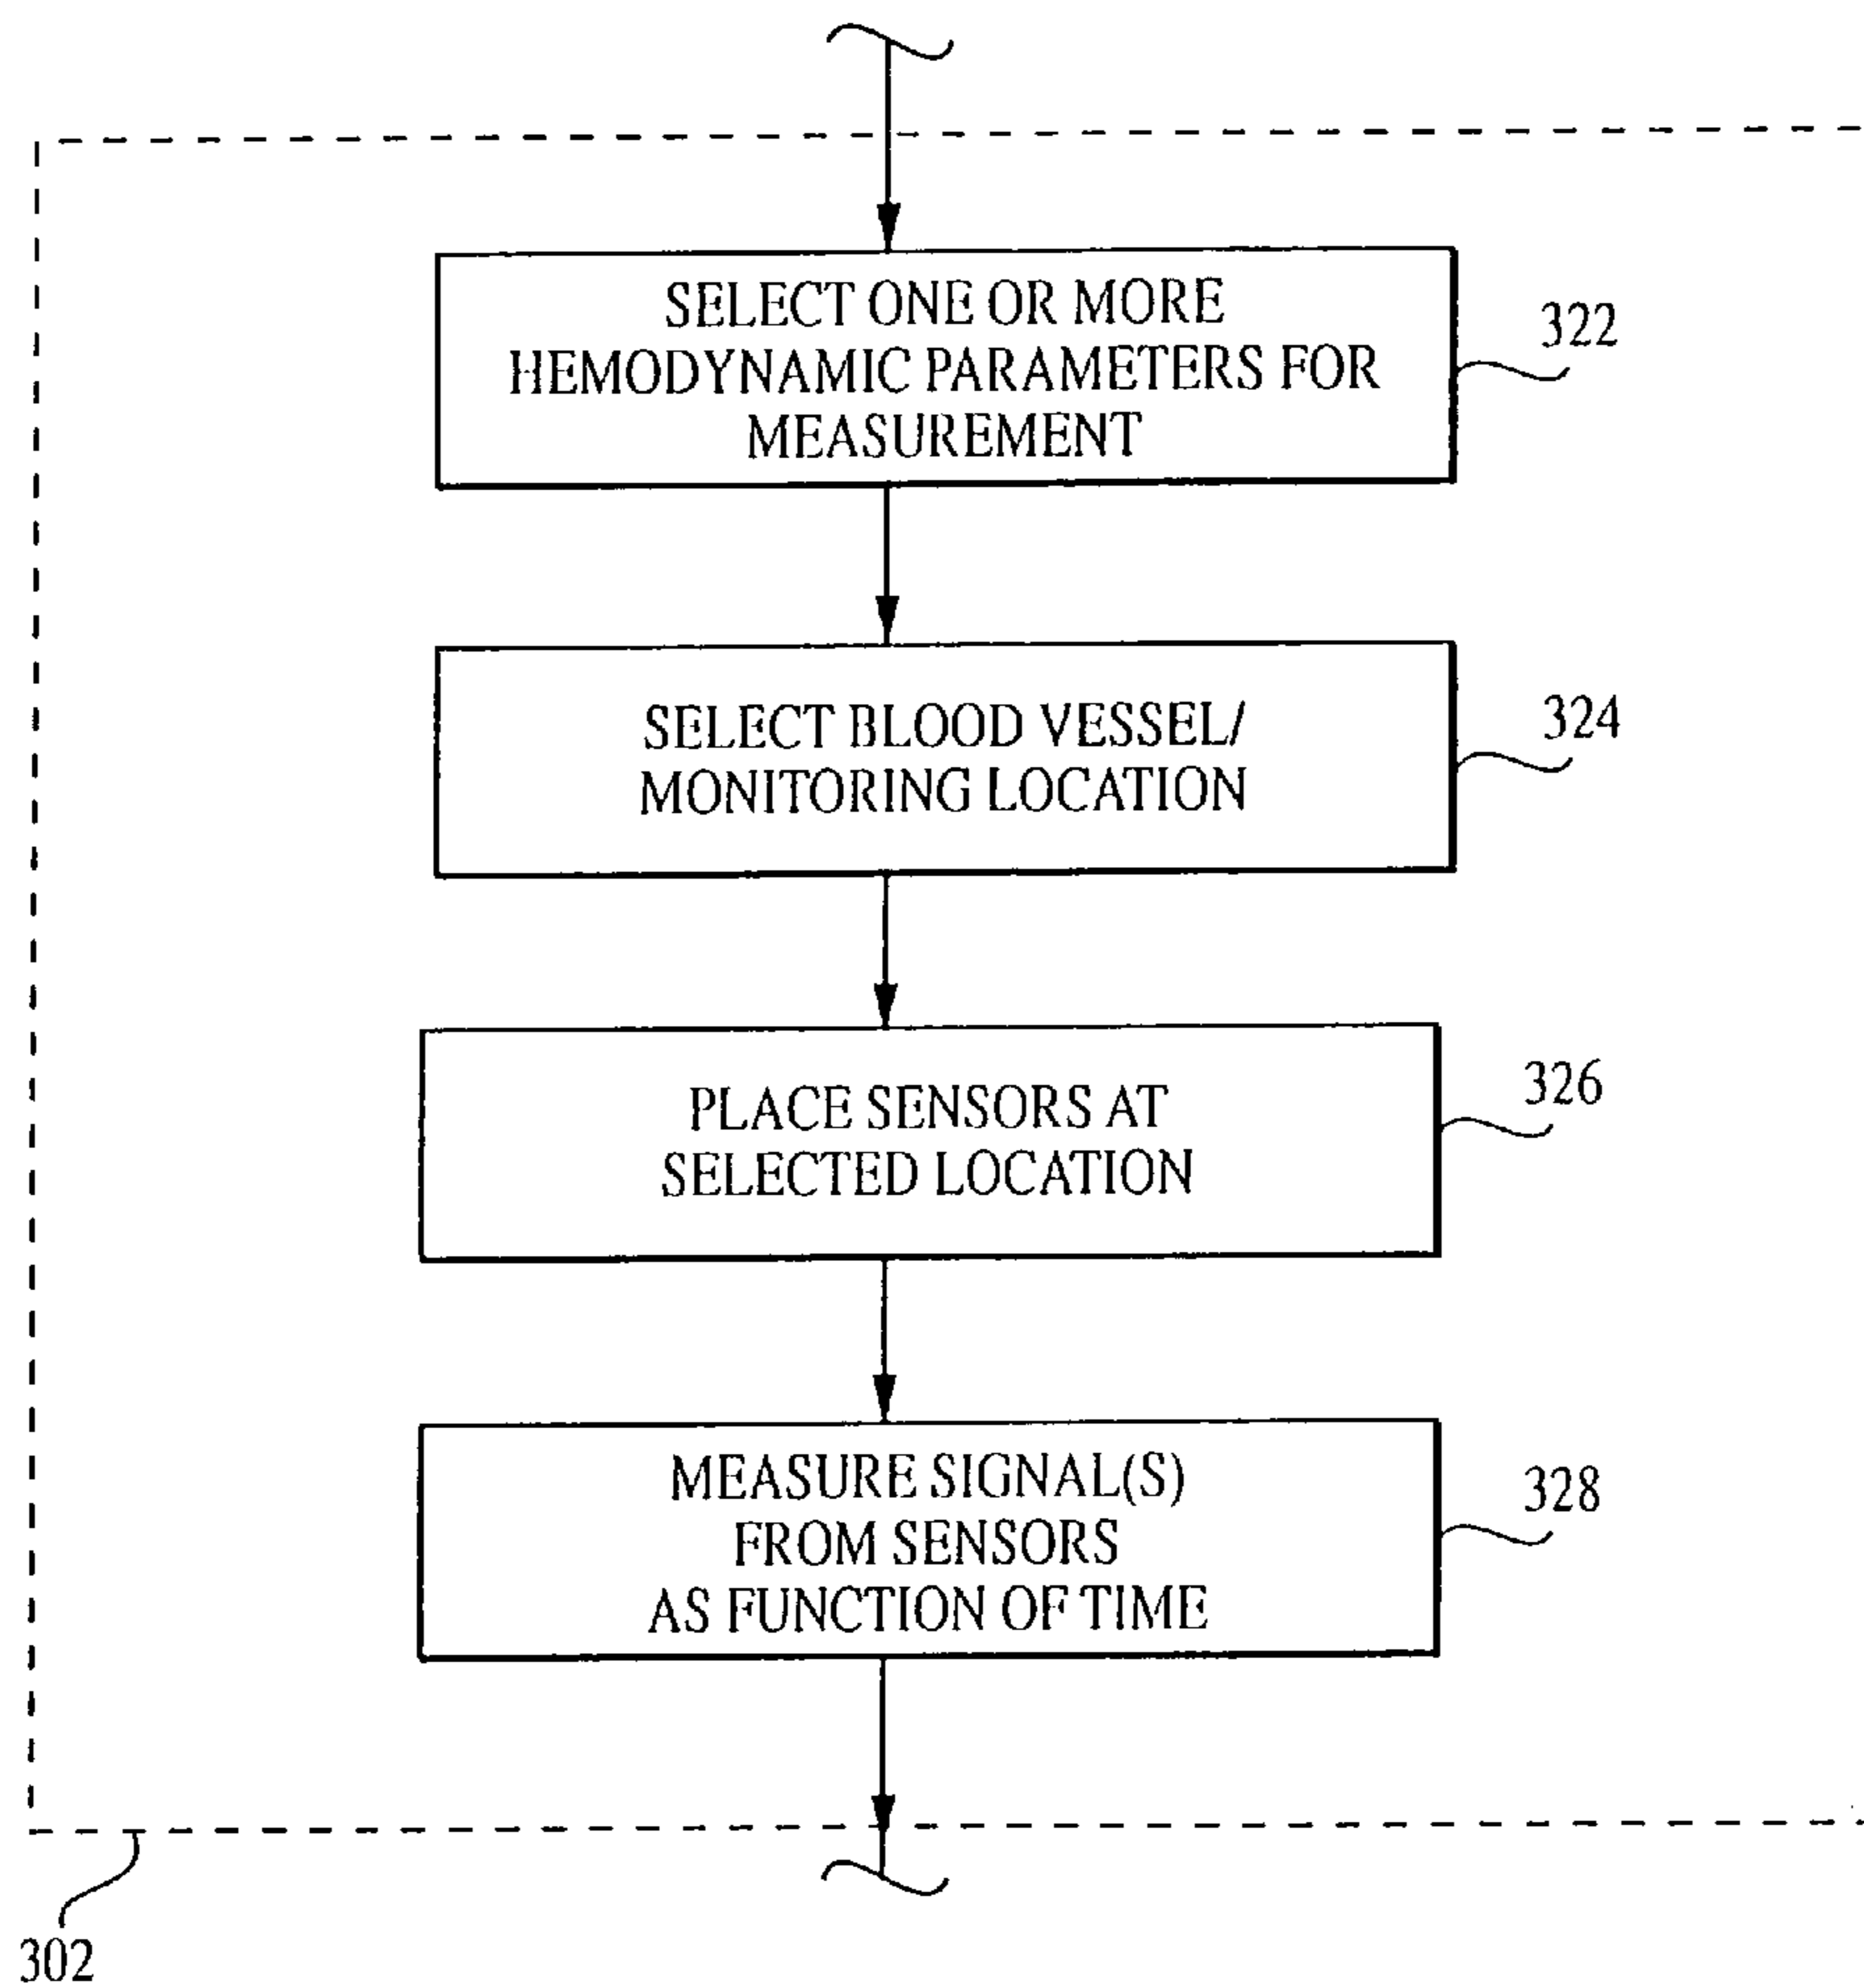 SELECT ONE OR MORE
HEMODYNAMIC PARAMETERS FOR
MEASUREMENT
322
SELECT BLOOD VESSEL/
MONITORING LOCATION
324
PLACE SENSORS AT
SELECTED LOCATION
326
MEASURE SIGNAL(S)
FROM SENSORS
AS FUNCTION OF TIME
328
302